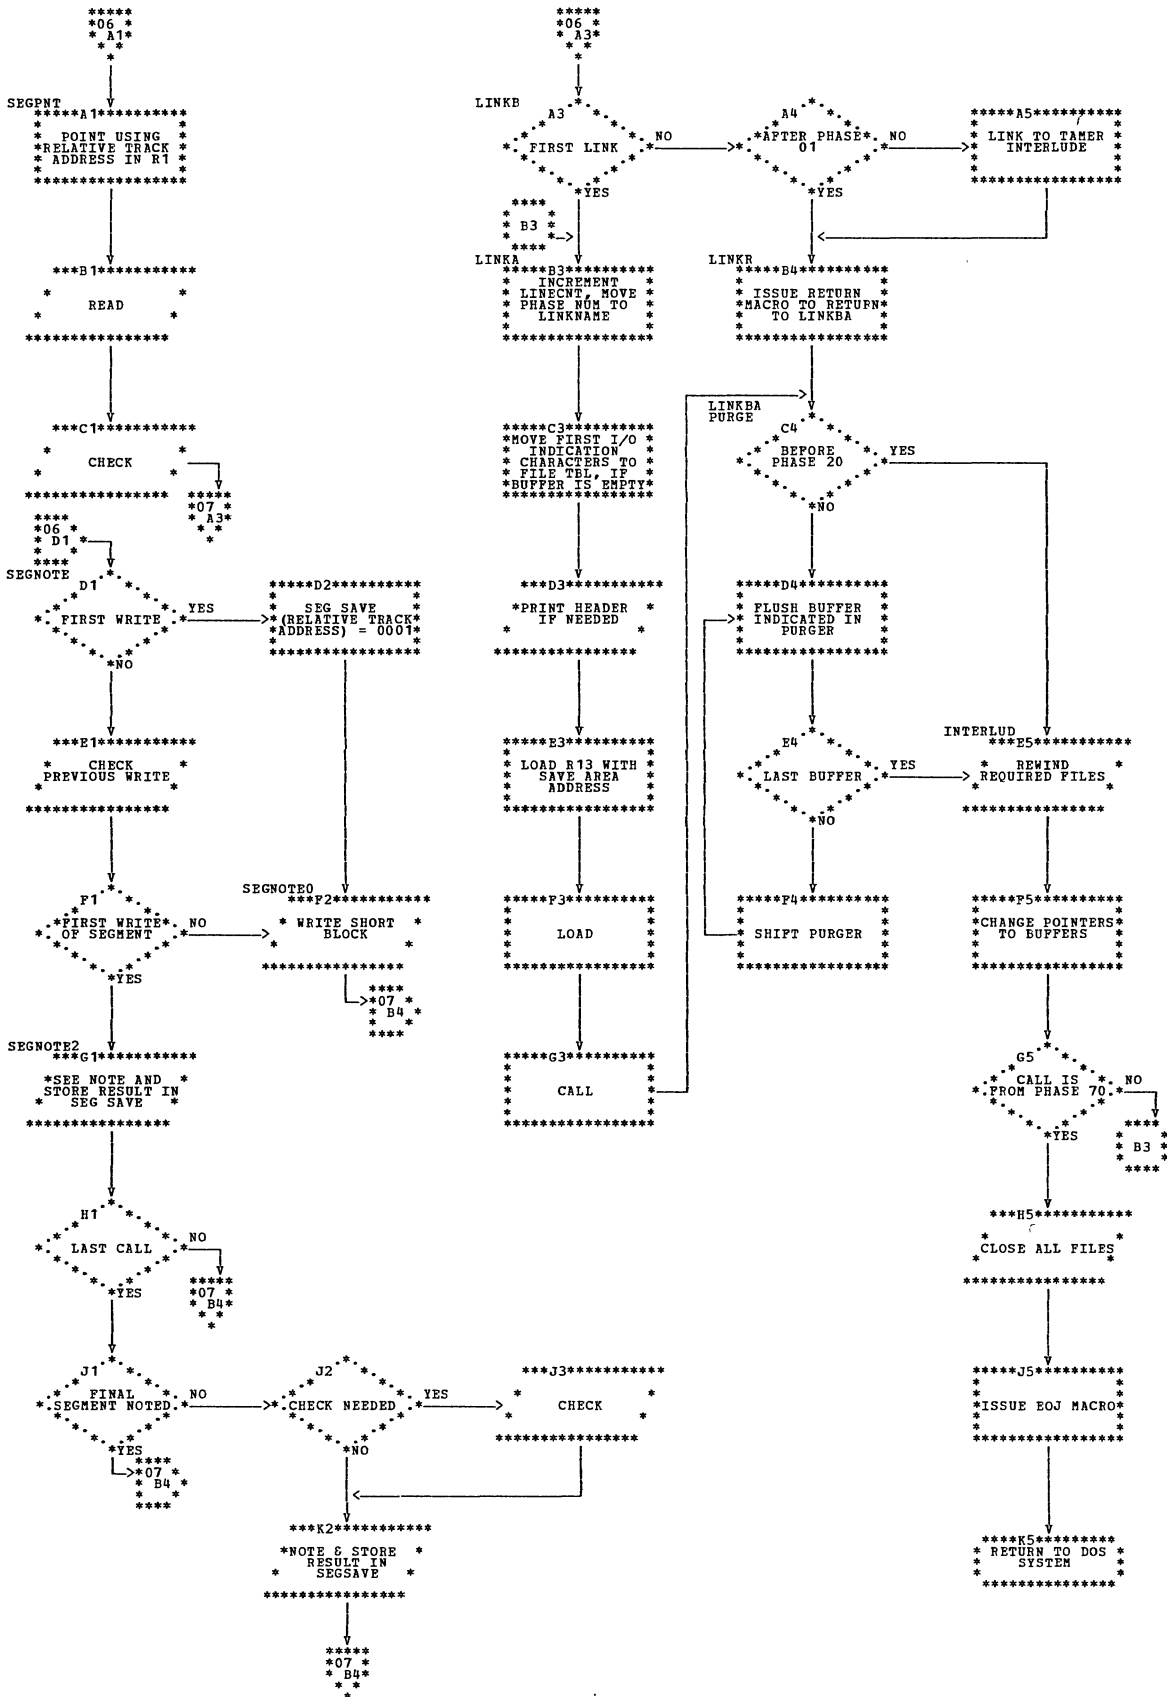 06
A1
SEGPNT
A1
POINT USING
RELATIVE TRACK
ADDRESS IN R1
B1
READ
C1
CHECK
07
A3
06
D1
SEGNOTE
D1
FIRST WRITE
YES
NO
D2
SEG SAVE
(RELATIVE TRACK
ADDRESS) = 0001
E1
CHECK
PREVIOUS WRITE
F1
FIRST WRITE
OF SEGMENT
NO
YES
SEGNOTE0
F2
WRITE SHORT
BLOCK
07
B4
SEGNOTE2
G1
SEE NOTE AND
STORE RESULT IN
SEG SAVE
H1
LAST CALL
NO
YES
07
B4
J1
FINAL
SEGMENT NOTED
NO
YES
07
B4
J2
CHECK NEEDED
YES
NO
J3
CHECK
K2
NOTE & STORE
RESULT IN
SEGSAVE
07
B4
06
A3
LINKB
A3
FIRST LINK
NO
YES
A4
AFTER PHASE
01
NO
YES
A5
LINK TO TAMER
INTERLUDE
B3
LINKA
B3
INCREMENT
LINECNT, MOVE
PHASE NUM TO
LINKNAME
LINKR
B4
ISSUE RETURN
MACRO TO RETURN
TO LINKBA
C3
MOVE FIRST I/O
INDICATION
CHARACTERS TO
FILE TBL, IF
BUFFER IS EMPTY
LINKBA
PURGE
C4
BEFORE
PHASE 20
YES
NO
D3
PRINT HEADER
IF NEEDED
D4
FLUSH BUFFER
INDICATED IN
PURGER
E3
LOAD R13 WITH
SAVE AREA
ADDRESS
E4
LAST BUFFER
YES
NO
INTERLUD
E5
REWIND
REQUIRED FILES
F3
LOAD
F4
SHIFT PURGER
F5
CHANGE POINTERS
TO BUFFERS
G3
CALL
G5
CALL IS
FROM PHASE 70
NO
YES
B3
H5
CLOSE ALL FILES
J5
ISSUE EOJ MACRO
K5
RETURN TO DOS
SYSTEM